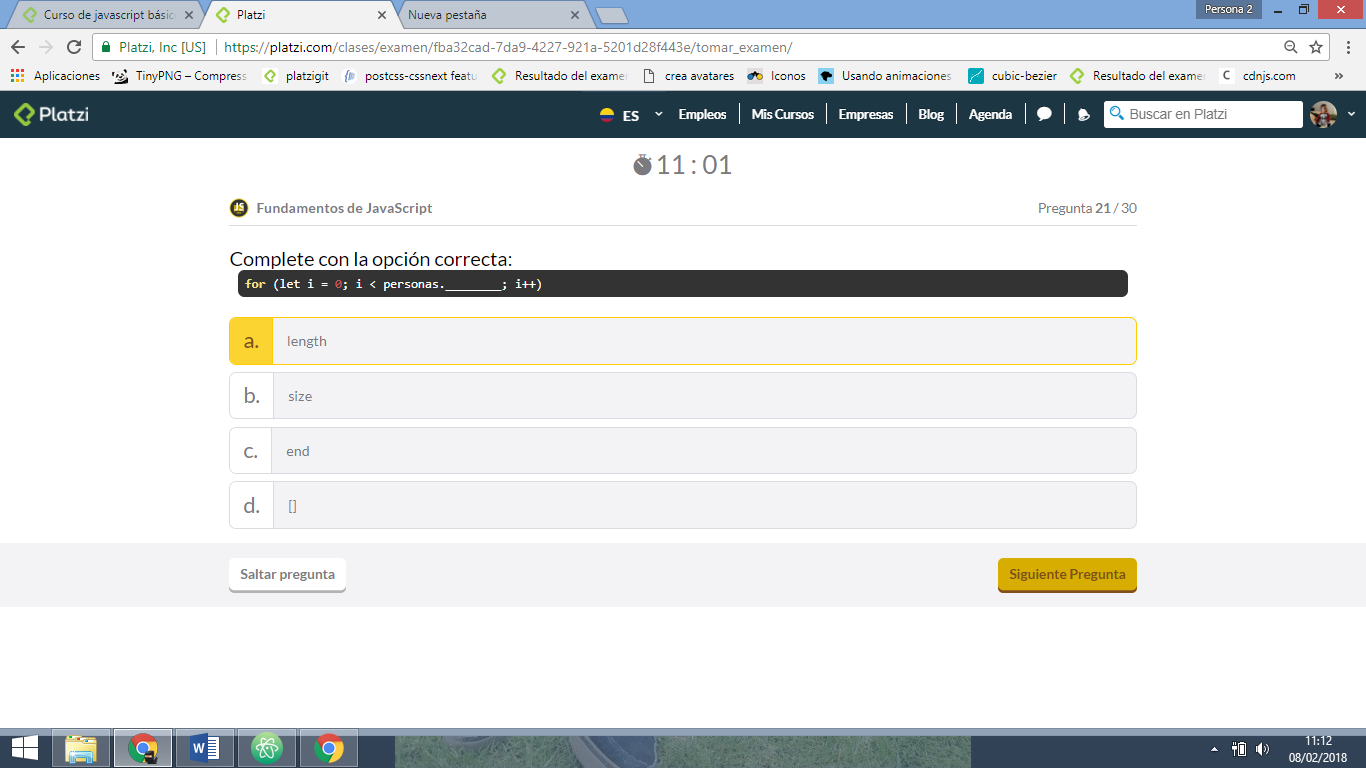 Curso de javascript básic
Platzi
Nueva pestaña
Persona 2
Platzi, Inc [US]
https://platzi.com/clases/examen/fba32cad-7da9-4227-921a-5201d28f443e/tomar_examen/
Aplicaciones
TinyPNG – Compress
platzigit
postcss-cssnext featu
Resultado del exame
crea avatares
Iconos
Usando animaciones
cubic-bezier
Resultado del exame
cdnjs.com
»
Platzi
ES
Empleos
Mis Cursos
Empresas
Blog
Agenda
Buscar en Platzi
11 : 01
Fundamentos de JavaScript
Pregunta 21 / 30
Complete con la opción correcta:
for (let i = 0; i < personas.________; i++)
a. length
b. size
c. end
d. []
Saltar pregunta
Siguiente Pregunta
11:12
08/02/2018